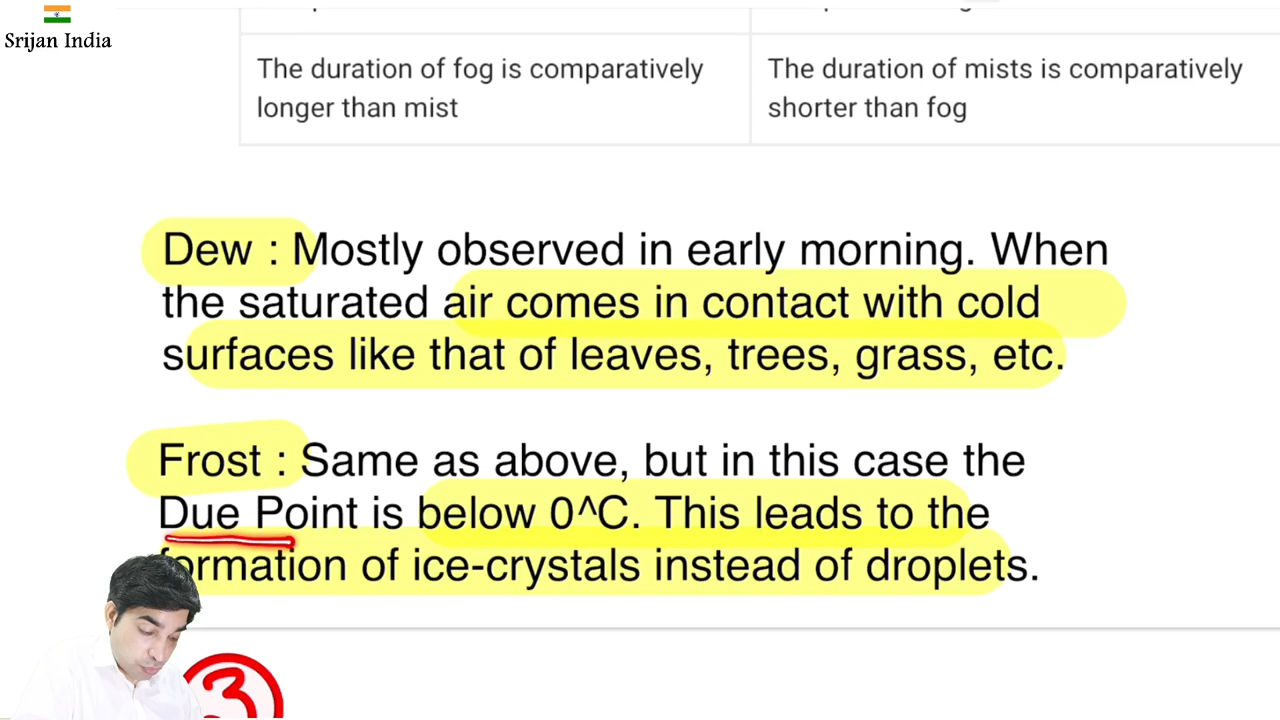 Srijan India
The duration of fog is comparatively
longer than mist
The duration of mists is comparatively
shorter than fog
Dew : Mostly observed in early morning. When
the saturated air comes in contact with cold
surfaces like that of leaves, trees, grass, etc.
Frost : Same as above, but in this case the
Due Point is below 0^C. This leads to the
formation of ice-crystals instead of droplets.
3